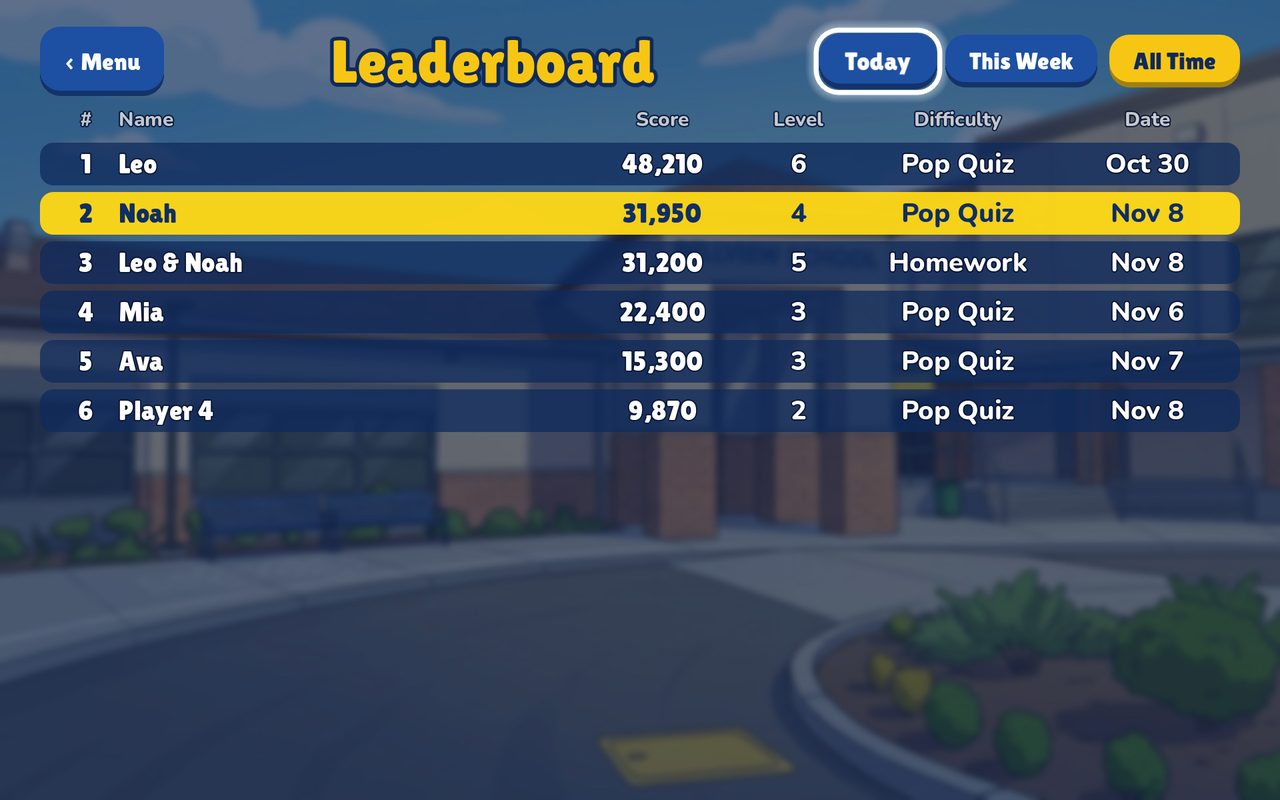 ‹ Menu
Leaderboard
Today
This Week
All Time
# Name Score Level Difficulty Date
1 Leo 48,210 6 Pop Quiz Oct 30
2 Noah 31,950 4 Pop Quiz Nov 8
3 Leo & Noah 31,200 5 Homework Nov 8
4 Mia 22,400 3 Pop Quiz Nov 6
5 Ava 15,300 3 Pop Quiz Nov 7
6 Player 4 9,870 2 Pop Quiz Nov 8